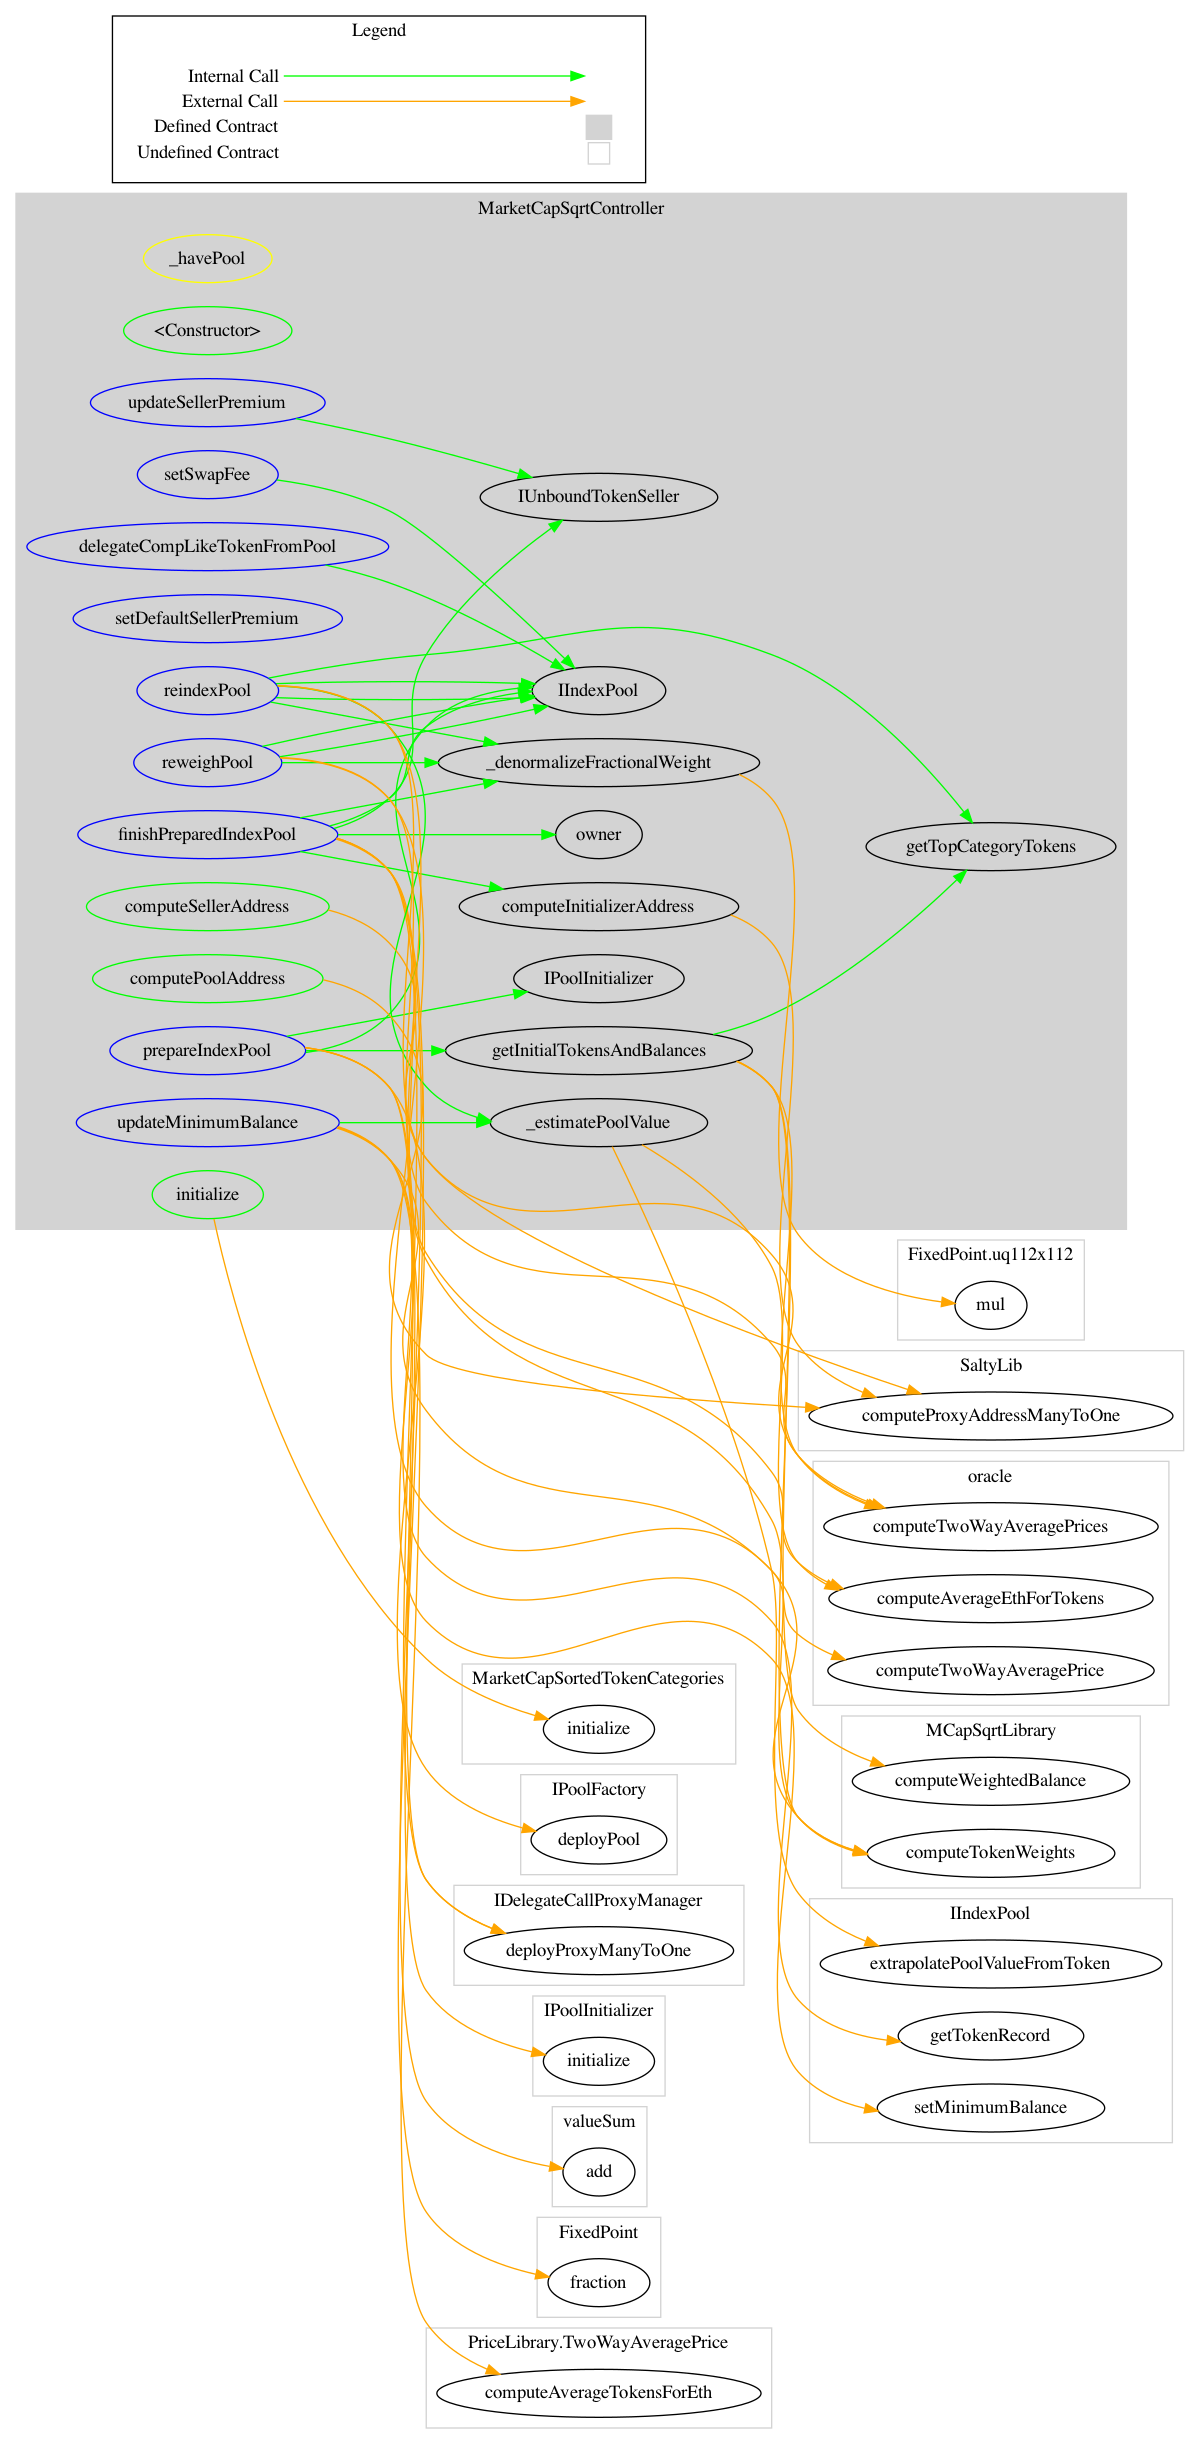 Legend
Internal Call
External Call
Defined Contract
Undefined Contract
MarketCapSqrtController
_havePool
<Constructor>
updateSellerPremium
setSwapFee
IUnboundTokenSeller
delegateCompLikeTokenFromPool
setDefaultSellerPremium
reindexPool
IIndexPool
reweighPool
_denormalizeFractionalWeight
finishPreparedIndexPool
owner
getTopCategoryTokens
computeSellerAddress
computeInitializerAddress
computePoolAddress
IPoolInitializer
prepareIndexPool
getInitialTokensAndBalances
updateMinimumBalance
_estimatePoolValue
initialize
FixedPoint.uq112x112
mul
SaltyLib
computeProxyAddressManyToOne
oracle
computeTwoWayAveragePrices
computeAverageEthForTokens
computeTwoWayAveragePrice
MarketCapSortedTokenCategories
initialize
MCapSqrtLibrary
computeWeightedBalance
computeTokenWeights
IPoolFactory
deployPool
IDelegateCallProxyManager
deployProxyManyToOne
IIndexPool
extrapolatePoolValueFromToken
getTokenRecord
setMinimumBalance
IPoolInitializer
initialize
valueSum
add
FixedPoint
fraction
PriceLibrary.TwoWayAveragePrice
computeAverageTokensForEth